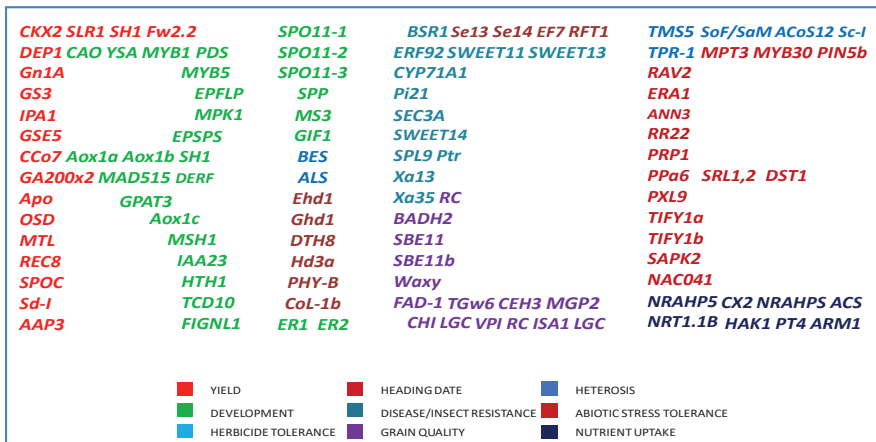 CKX2 SLR1 SH1 Fw2.2 SPO11-1 BSR1 Se13 Se14 EF7 RFT1 TMS5 SoF/SaM ACoS12 Sc-I
DEP1 CAO YSA MYB1 PDS SPO11-2 ERF92 SWEET11 SWEET13 TPR-1 MPT3 MYB30 PIN5b
Gn1A MYB5 SPO11-3 CYP71A1 RAV2
GS3 EPFLP SPP Pi21 ERA1
IPA1 MPK1 MS3 SEC3A ANN3
GSE5 EPSPS GIF1 SWEET14 RR22
CCo7 Aox1a Aox1b SH1 BES SPL9 Ptr PRP1
GA200x2 MAD515 DERF ALS Xa13 PPa6 SRL1,2 DST1
Apo GPAT3 Ehd1 Xa35 RC PXL9
OSD Aox1c Ghd1 BADH2 TIFY1a
MTL MSH1 DTH8 SBE11 TIFY1b
REC8 IAA23 Hd3a SBE11b SAPK2
SPOC HTH1 PHY-B Waxy NAC041
Sd-I TCD10 CoL-1b FAD-1 TGw6 CEH3 MGP2 NRAHP5 CX2 NRAHPS ACS
AAP3 FIGNL1 ER1 ER2 CHI LGC VPI RC ISA1 LGC NRT1.1B HAK1 PT4 ARM1
YIELD HEADING DATE HETEROSIS
DEVELOPMENT DISEASE/INSECT RESISTANCE ABIOTIC STRESS TOLERANCE
HERBICIDE TOLERANCE GRAIN QUALITY NUTRIENT UPTAKE